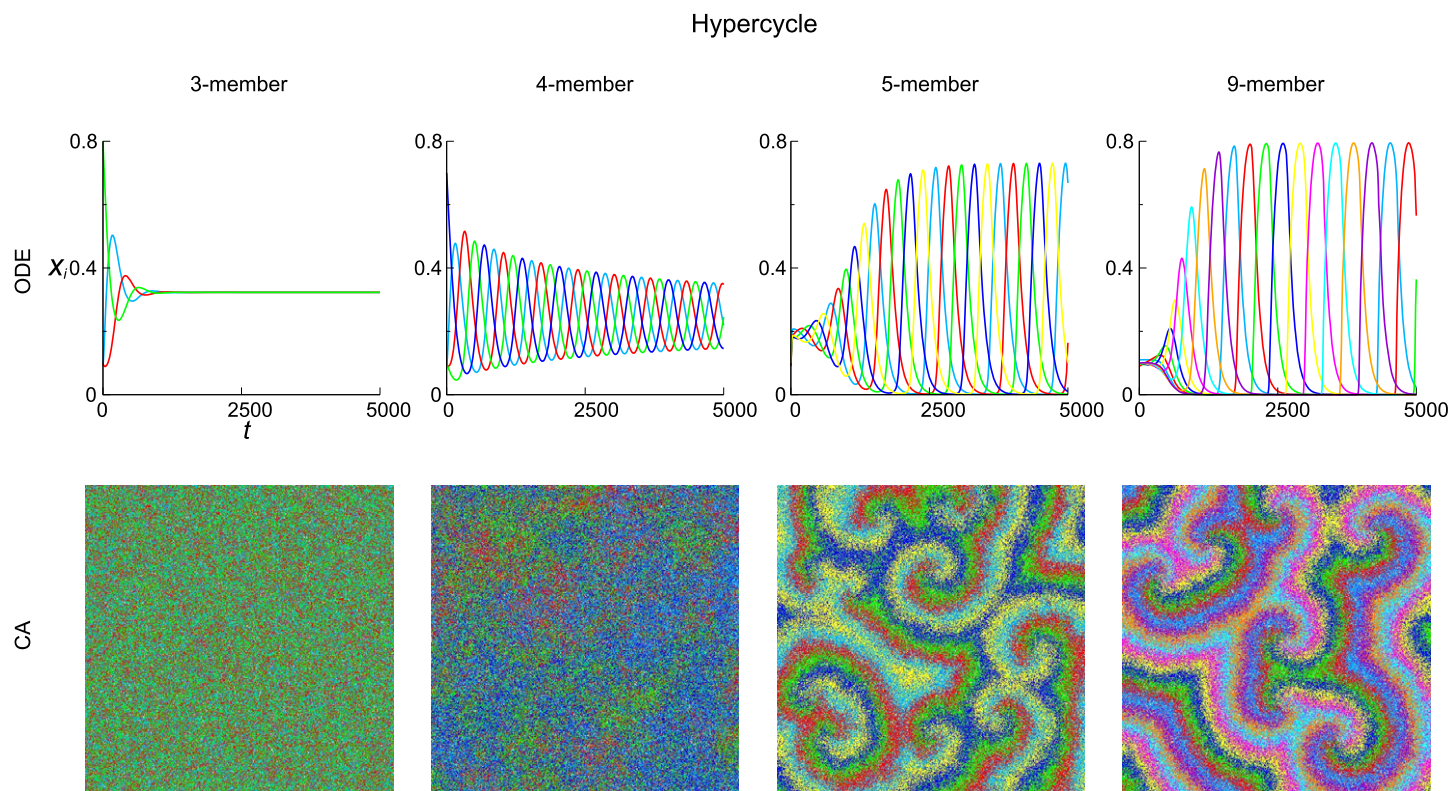 Hypercycle
3-member 4-member 5-member 9-member
0.8 0.8 0.8 0.8
ODE xi 0.4 0.4 0.4 0.4
0 0 0 0
0 2500 5000 0 2500 5000 0 2500 5000 0 2500 5000
t
CA